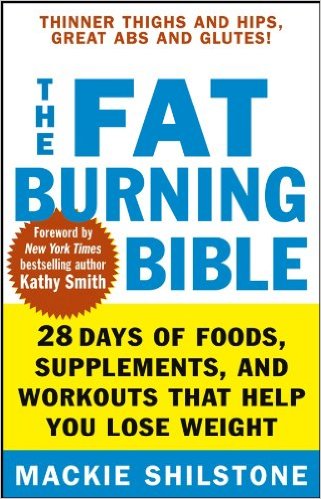 THINNER THIGHS AND HIPS,
GREAT ABS AND GLUTES!
THE FAT
BURNING
BIBLE
Foreword by
New York Times
bestselling author
Kathy Smith
28 DAYS OF FOODS,
SUPPLEMENTS, AND
WORKOUTS THAT HELP
YOU LOSE WEIGHT
MACKIE SHILSTONE